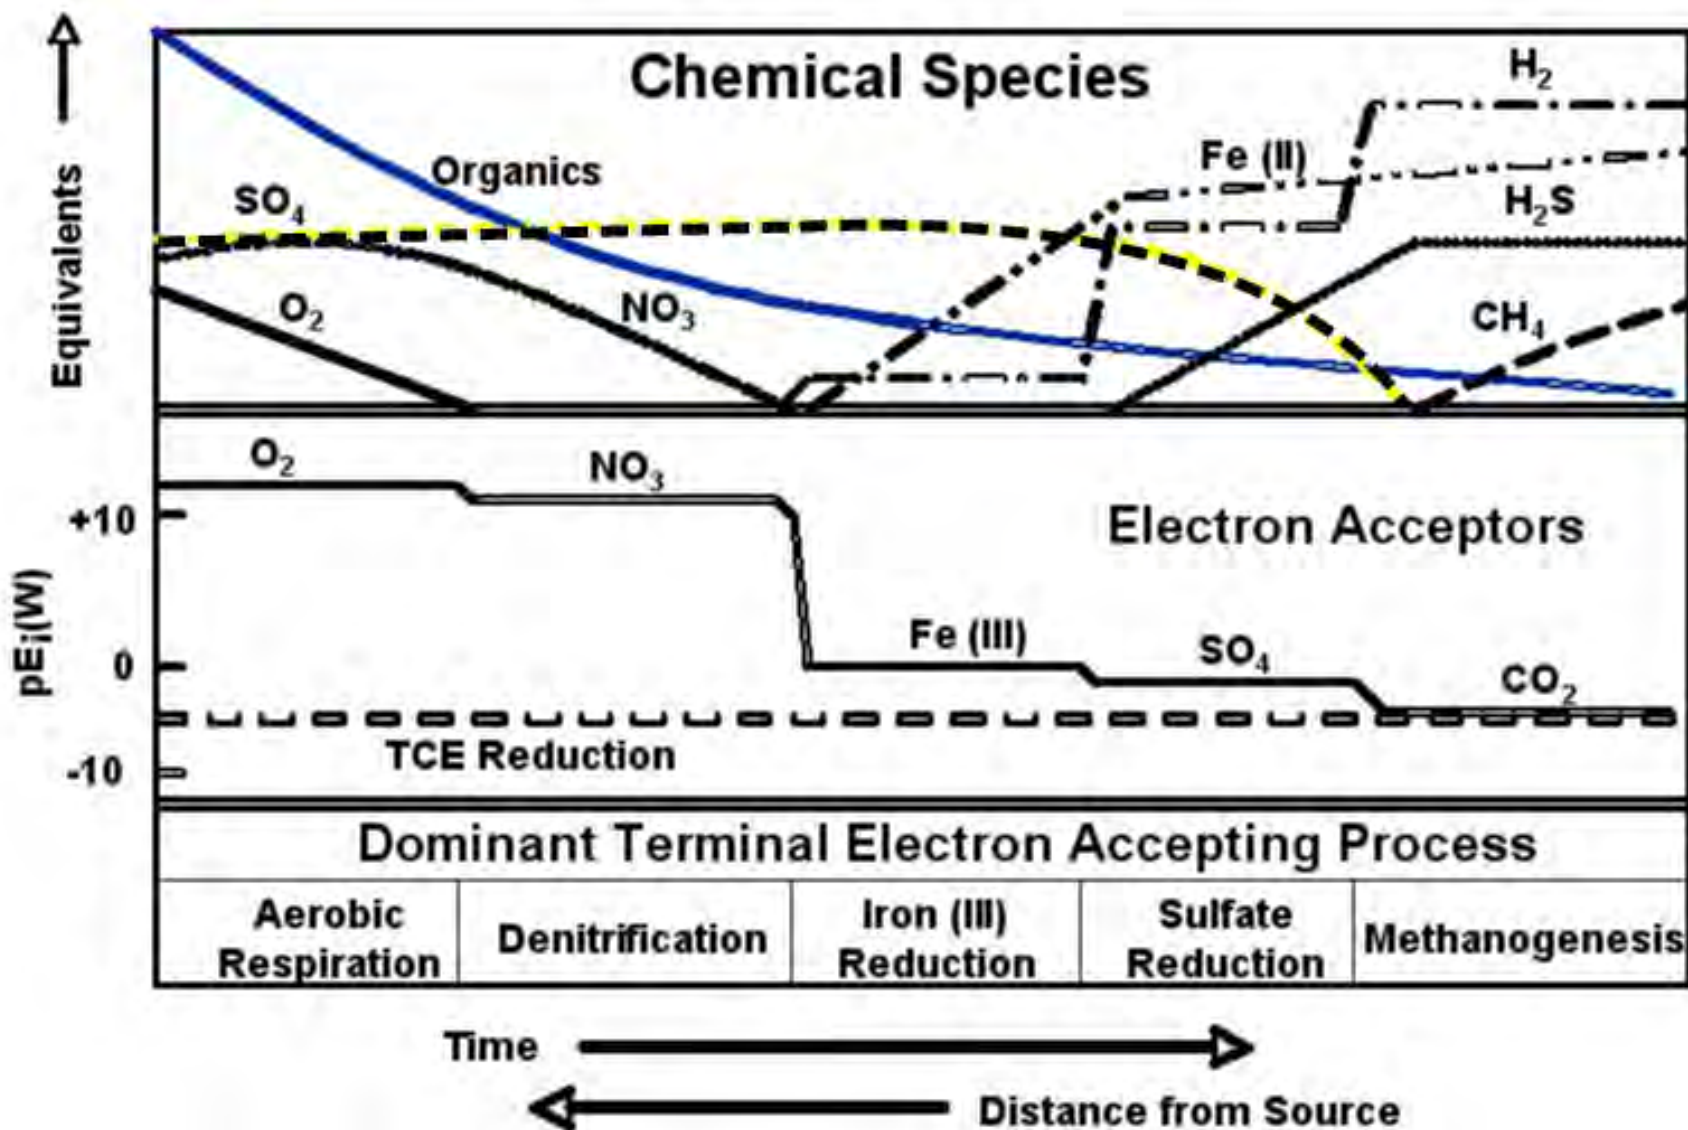 Chemical Species
H₂
Fe (II)
Organics
SO₄
H₂S
O₂
NO₃
CH₄
Equivalents
O₂
NO₃
+10
Electron Acceptors
pEᵢ(W)
Fe (III)
SO₄
0
CO₂
TCE Reduction
-10
Dominant Terminal Electron Accepting Process
Aerobic
Respiration
Denitrification
Iron (III)
Reduction
Sulfate
Reduction
Methanogenesis
Time
Distance from Source